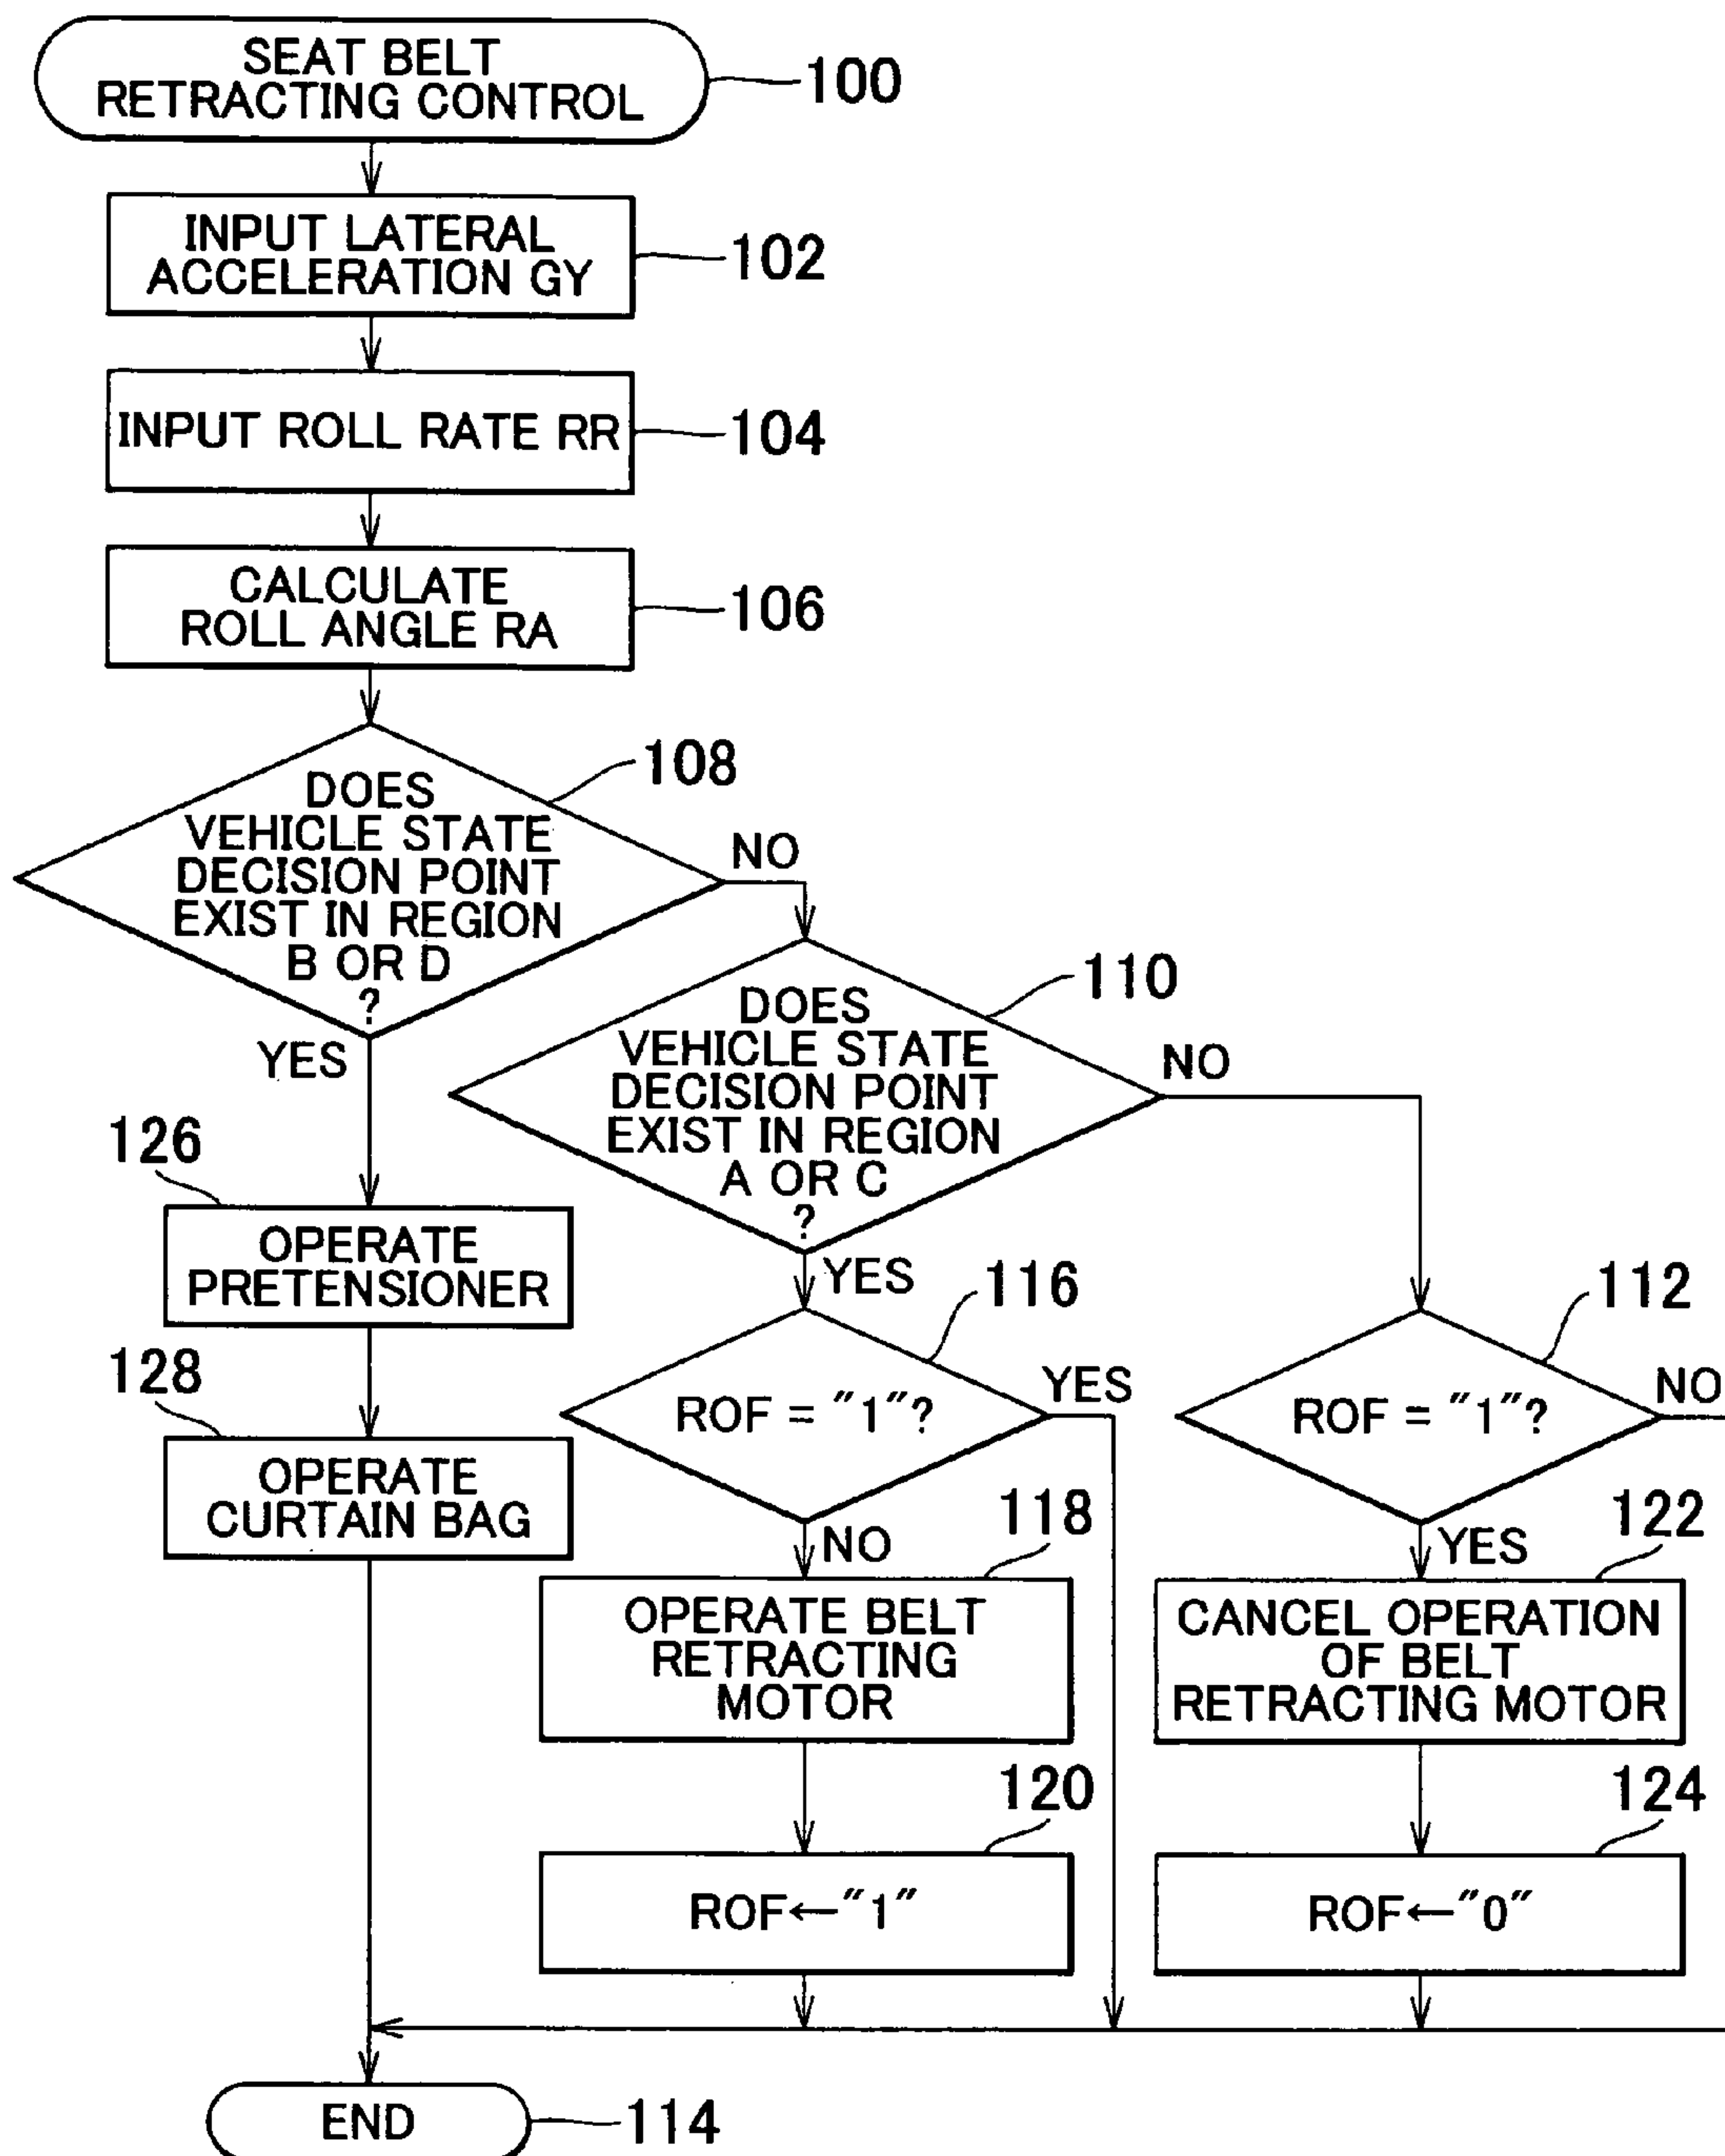 SEAT BELT
RETRACTING CONTROL
100
INPUT LATERAL
ACCELERATION GY
102
INPUT ROLL RATE RR
104
CALCULATE
ROLL ANGLE RA
106
108
DOES
VEHICLE STATE
DECISION POINT
EXIST IN REGION
B OR D
?
NO
YES
110
DOES
VEHICLE STATE
DECISION POINT
EXIST IN REGION
A OR C
?
NO
YES
126
OPERATE
PRETENSIONER
128
OPERATE
CURTAIN BAG
116
ROF = "1"?
YES
NO
112
ROF = "1"?
NO
YES
118
OPERATE BELT
RETRACTING
MOTOR
122
CANCEL OPERATION
OF BELT
RETRACTING MOTOR
120
ROF←"1"
124
ROF←"0"
END
114